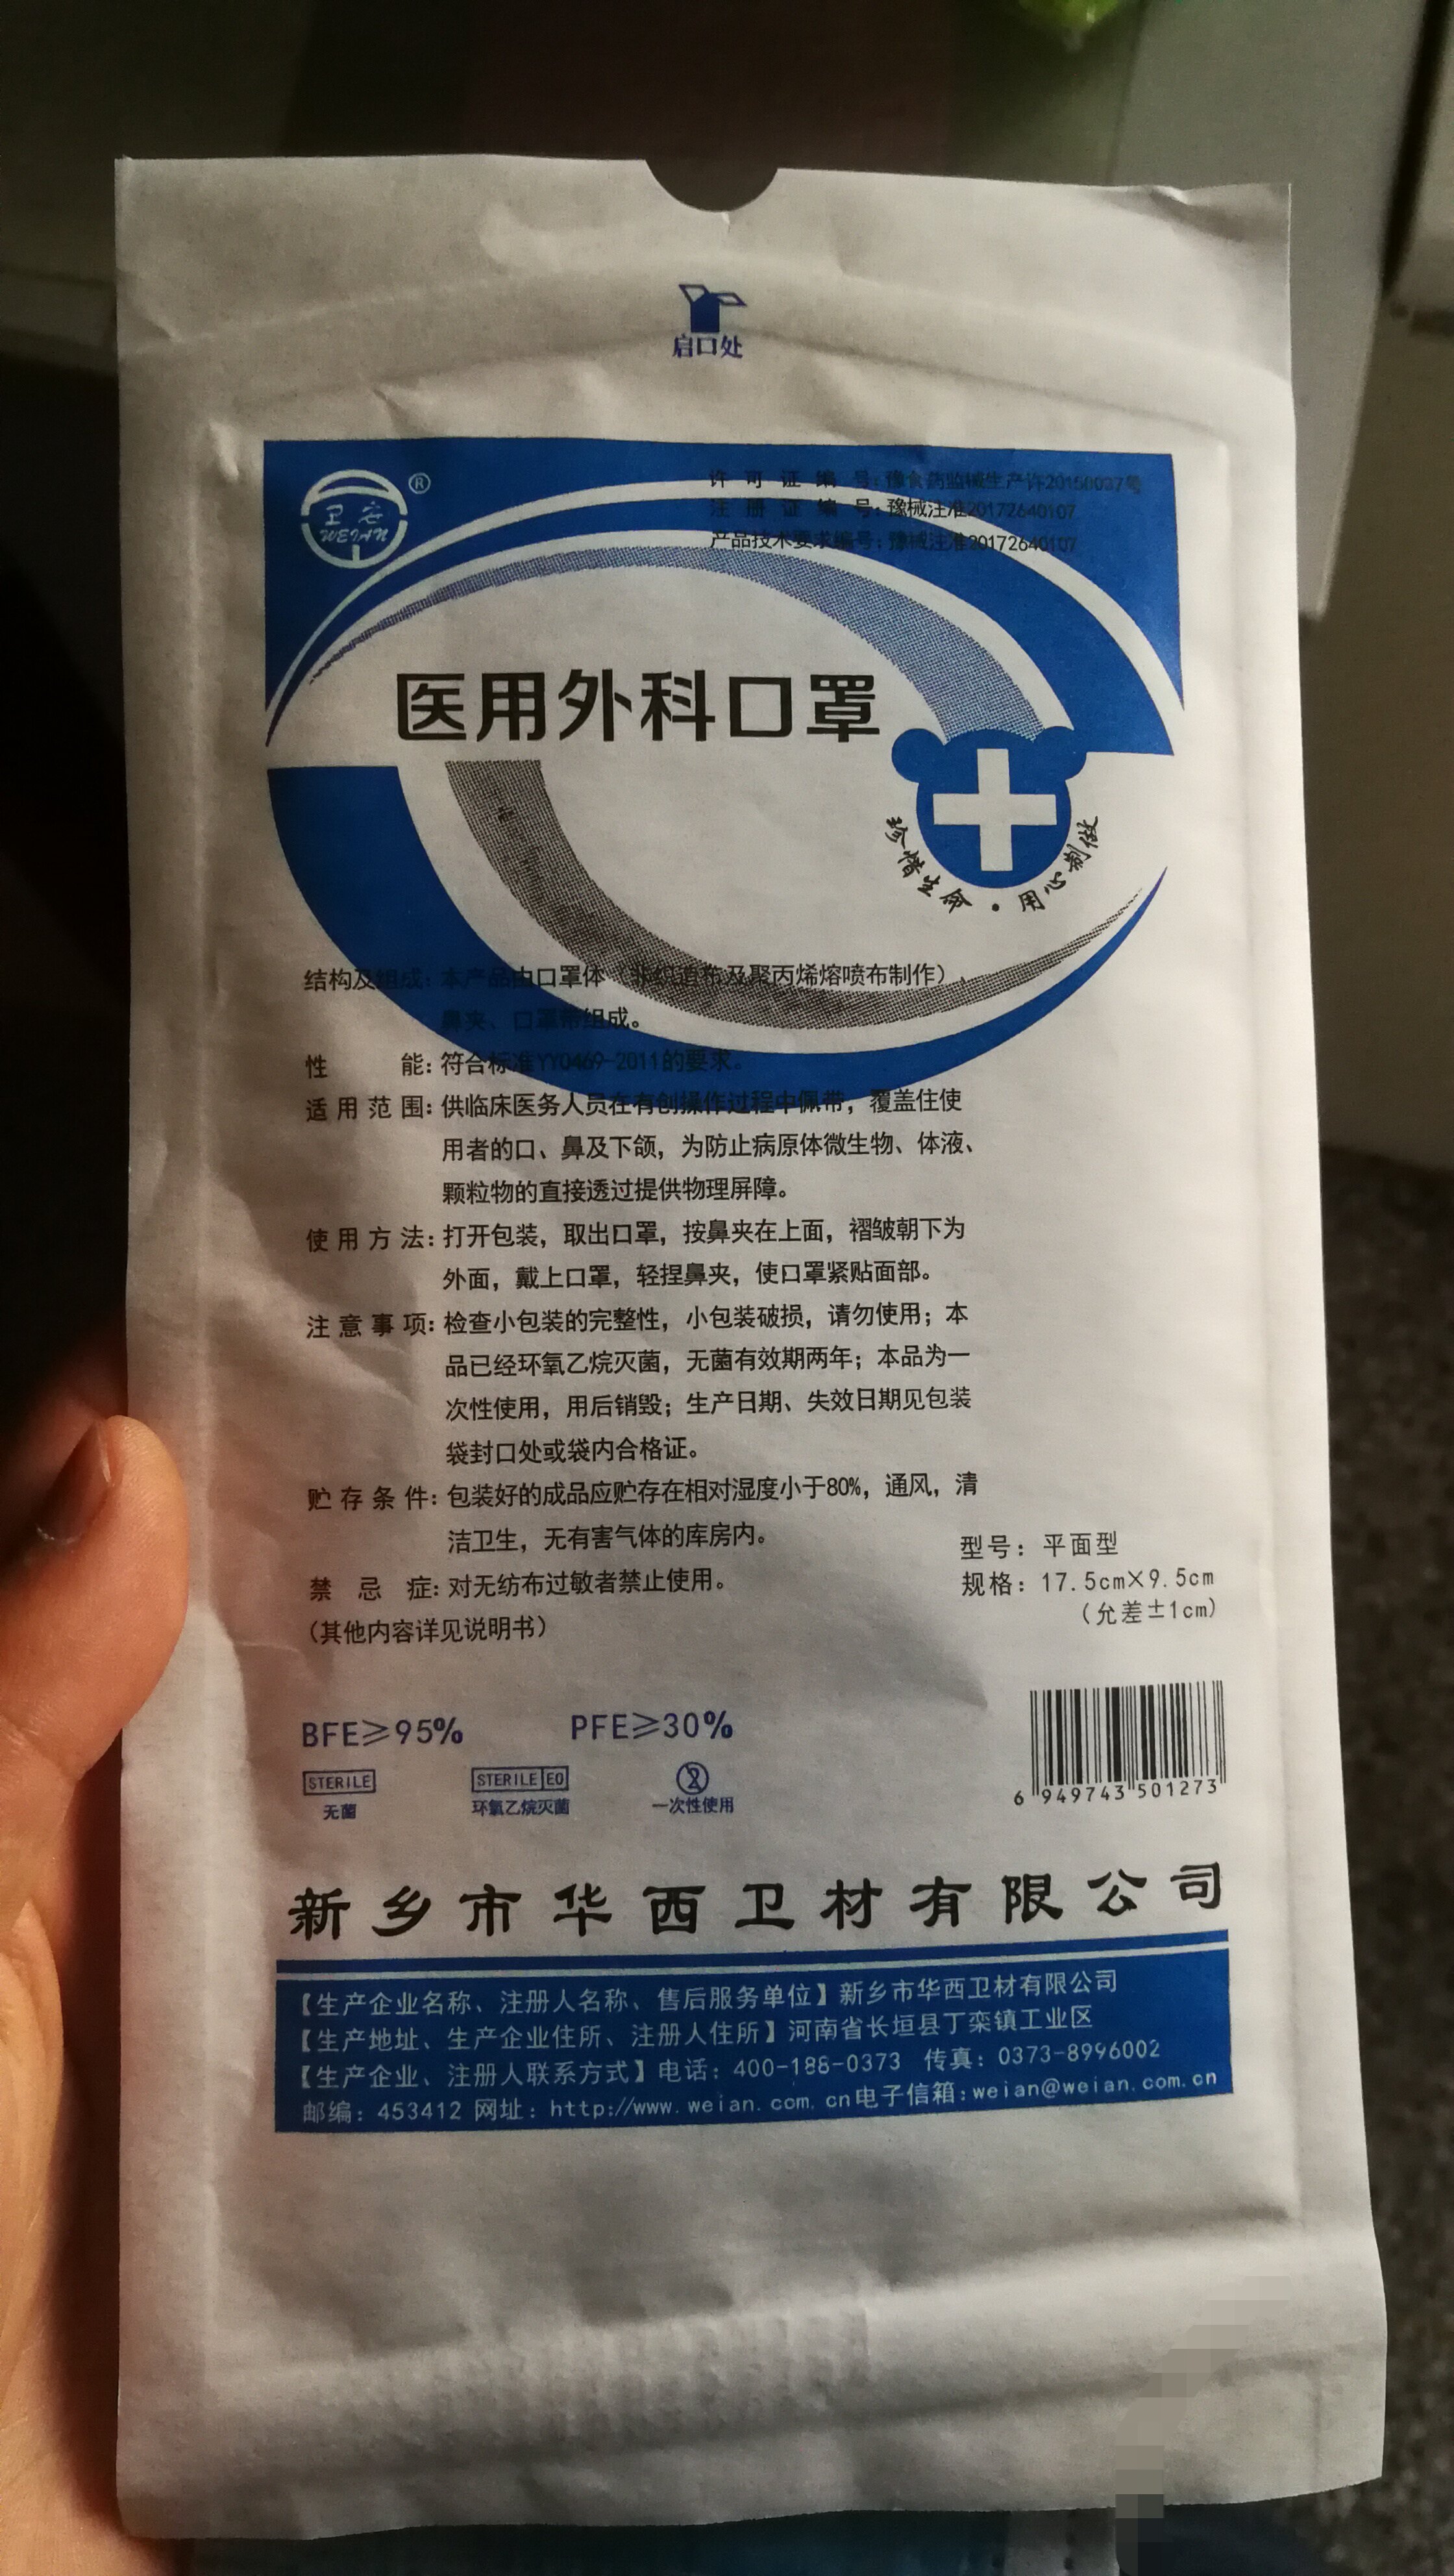 启口处
卫安
WEIAN
®
许可证编号:豫食药监械生产许20150037号
注册证编号:豫械注准20172640107
产品技术要求编号:豫械注准20172640107
医用外科口罩
珍惜生命·用心制做
结构及组成:本产品由口罩体(非织造布及聚丙烯熔喷布制作)、
鼻夹、口罩带组成。
性能:符合标准YY0469-2011的要求。
适用范围:供临床医务人员在有创操作过程中佩带,覆盖住使
用者的口、鼻及下颌,为防止病原体微生物、体液、
颗粒物的直接透过提供物理屏障。
使用方法:打开包装,取出口罩,按鼻夹在上面,褶皱朝下为
外面,戴上口罩,轻捏鼻夹,使口罩紧贴面部。
注意事项:检查小包装的完整性,小包装破损,请勿使用;本
品已经环氧乙烷灭菌,无菌有效期两年;本品为一
次性使用,用后销毁;生产日期、失效日期见包装
袋封口处或袋内合格证。
贮存条件:包装好的成品应贮存在相对湿度小于80%,通风,清
洁卫生,无有害气体的库房内。
禁忌症:对无纺布过敏者禁止使用。
(其他内容详见说明书)
型号:平面型
规格:17.5cm×9.5cm
(允差±1cm)
BFE≥95% PFE≥30%
STERILE STERILE EO 2
无菌 环氧乙烷灭菌 一次性使用
6 949743 501273
新乡市华西卫材有限公司
【生产企业名称、注册人名称、售后服务单位】新乡市华西卫材有限公司
【生产地址、生产企业住所、注册人住所】河南省长垣县丁栾镇工业区
【生产企业、注册人联系方式】电话:400-188-0373 传真:0373-8996002
邮编:453412 网址:http://www.weian.com.cn电子信箱:weian@weian.com.cn